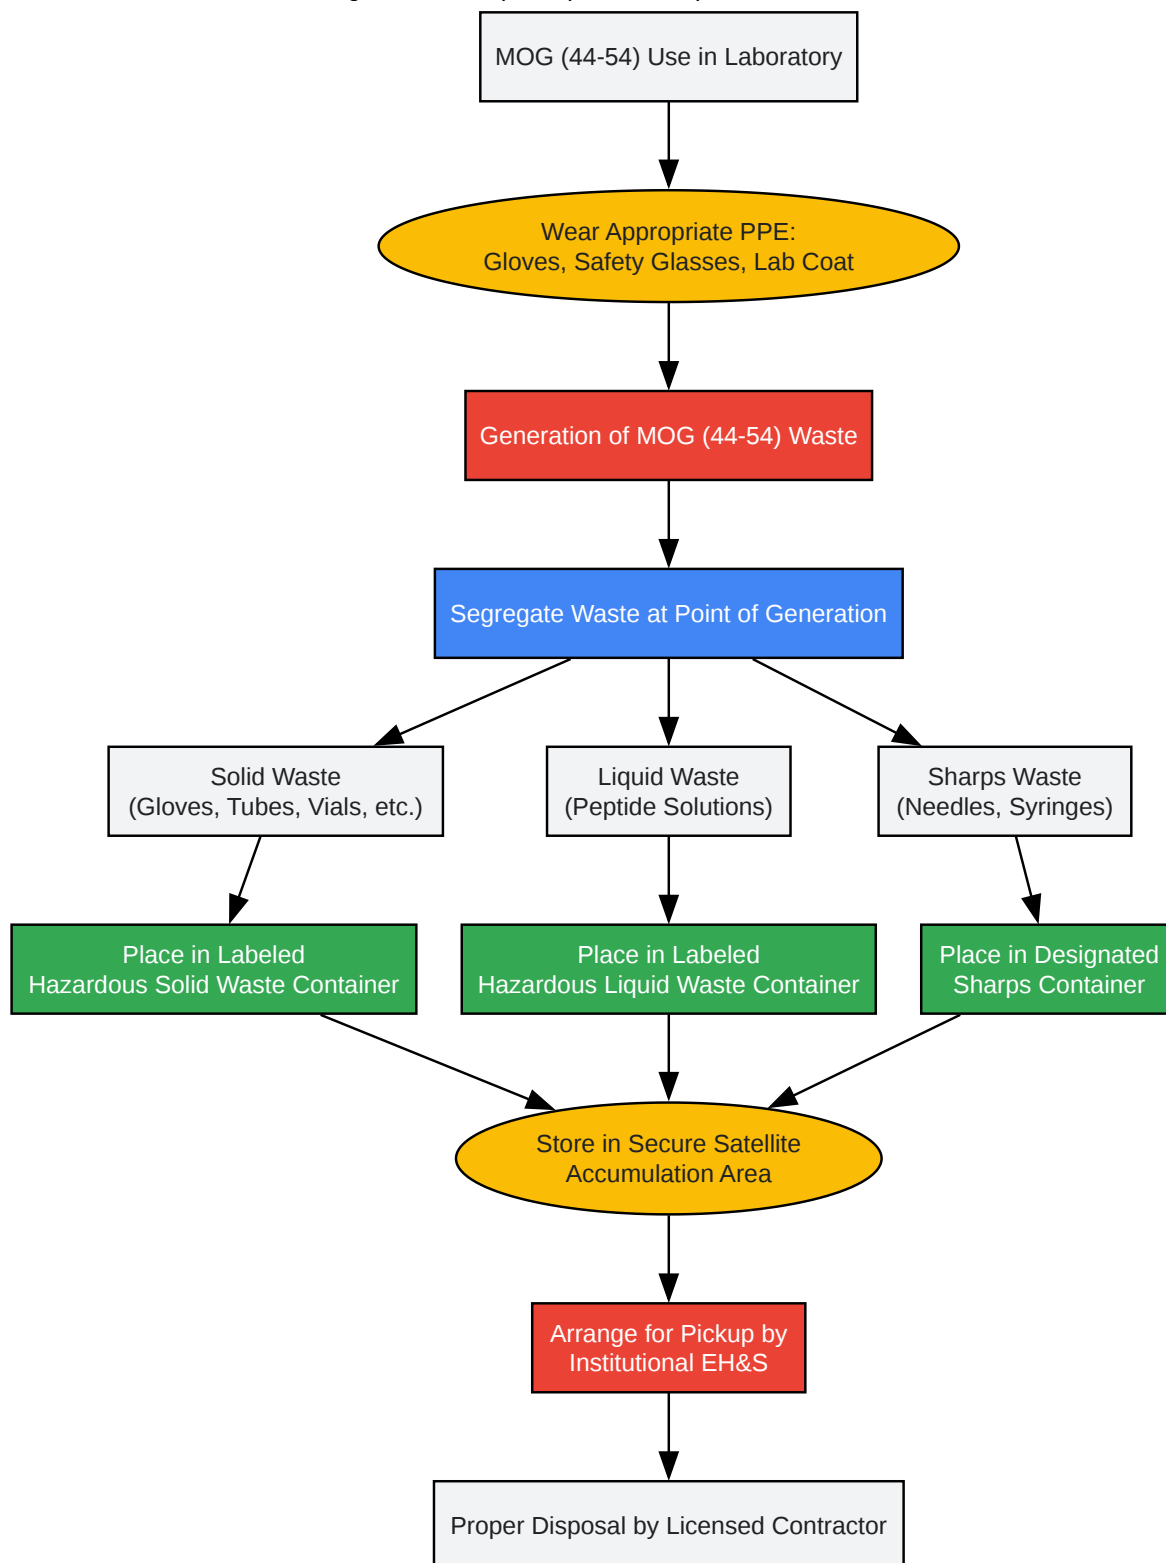 MOG (44-54) Use in Laboratory
Wear Appropriate PPE:
Gloves, Safety Glasses, Lab Coat
Generation of MOG (44-54) Waste
Segregate Waste at Point of Generation
Solid Waste
(Gloves, Tubes, Vials, etc.)
Liquid Waste
(Peptide Solutions)
Sharps Waste
(Needles, Syringes)
Place in Labeled
Hazardous Solid Waste Container
Place in Labeled
Hazardous Liquid Waste Container
Place in Designated
Sharps Container
Store in Secure Satellite
Accumulation Area
Arrange for Pickup by
Institutional EH&S
Proper Disposal by Licensed Contractor